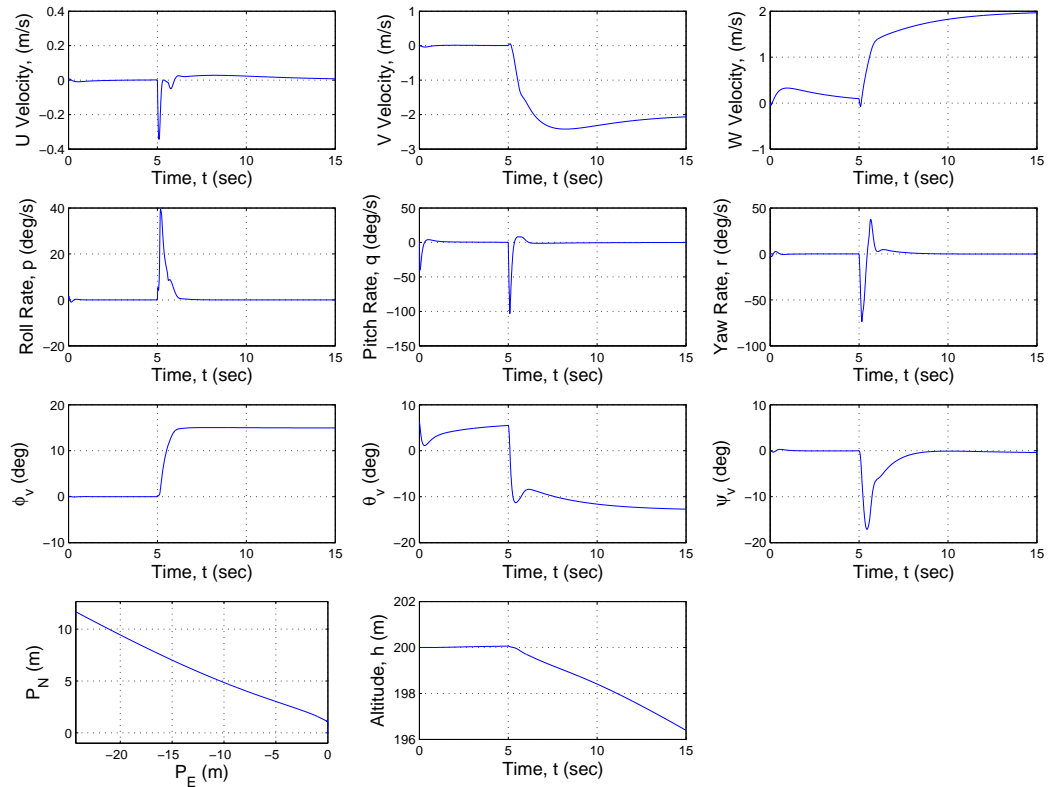 U Velocity, (m/s)
0.4
0.2
0
−0.2
−0.4
0 5 10 15
Time, t (sec)
V Velocity, (m/s)
1
0
−1
−2
−3
0 5 10 15
Time, t (sec)
W Velocity, (m/s)
2
1
0
−1
0 5 10 15
Time, t (sec)
Roll Rate, p (deg/s)
40
20
0
−20
0 5 10 15
Time, t (sec)
Pitch Rate, q (deg/s)
50
0
−50
−100
−150
0 5 10 15
Time, t (sec)
Yaw Rate, r (deg/s)
50
0
−50
−100
0 5 10 15
Time, t (sec)
ϕ_v (deg)
20
10
0
−10
0 5 10 15
Time, t (sec)
θ_v (deg)
10
0
−10
−20
0 5 10 15
Time, t (sec)
ψ_v (deg)
10
0
−10
−20
0 5 10 15
Time, t (sec)
P_N (m)
10
5
0
−20 −15 −10 −5 0
P_E (m)
Altitude, h (m)
202
200
198
196
0 5 10 15
Time, t (sec)